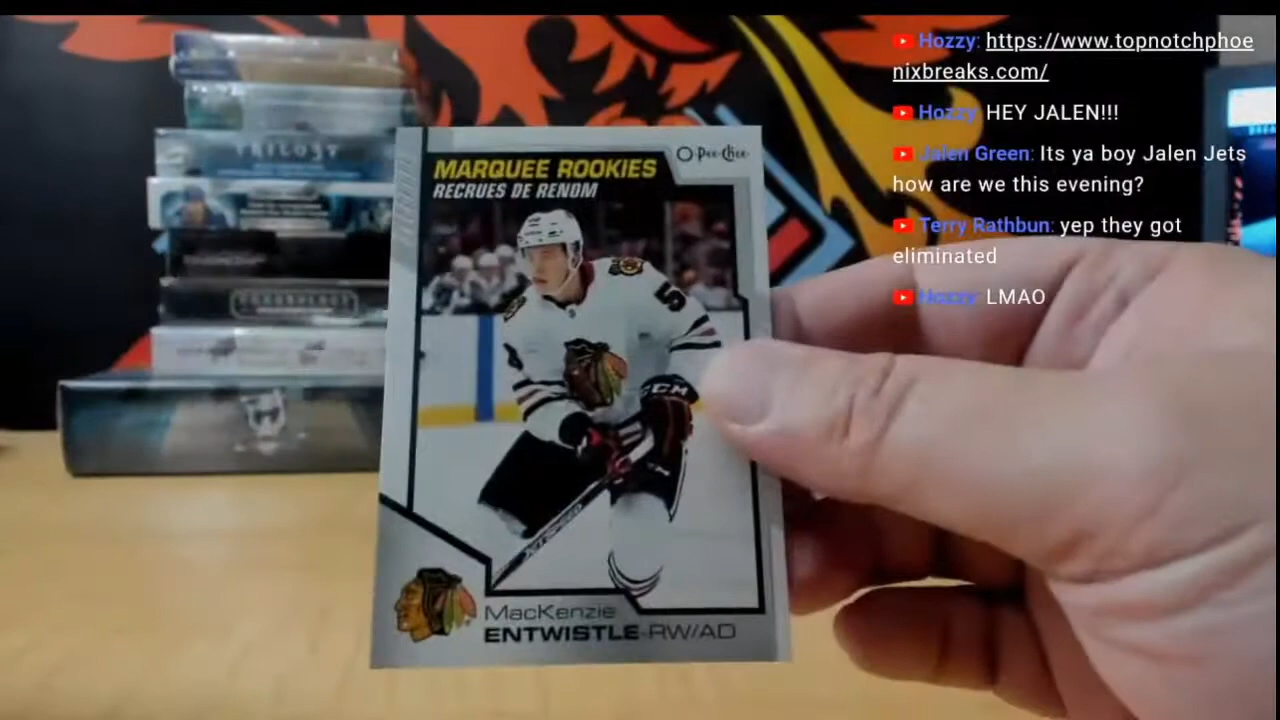 Hozzy: https://www.topnotchphoe
nixbreaks.com/
Hozzy: HEY JALEN!!!
Jalen Green: Its ya boy Jalen Jets
how are we this evening?
Terry Rathbun: yep they got
eliminated
Hozzy: LMAO
TRILOGY
O-Pee-Chee
MARQUEE ROOKIES
RECRUES DE RENOM
5
CCM
MacKenzie
ENTWISTLE-RW/AD